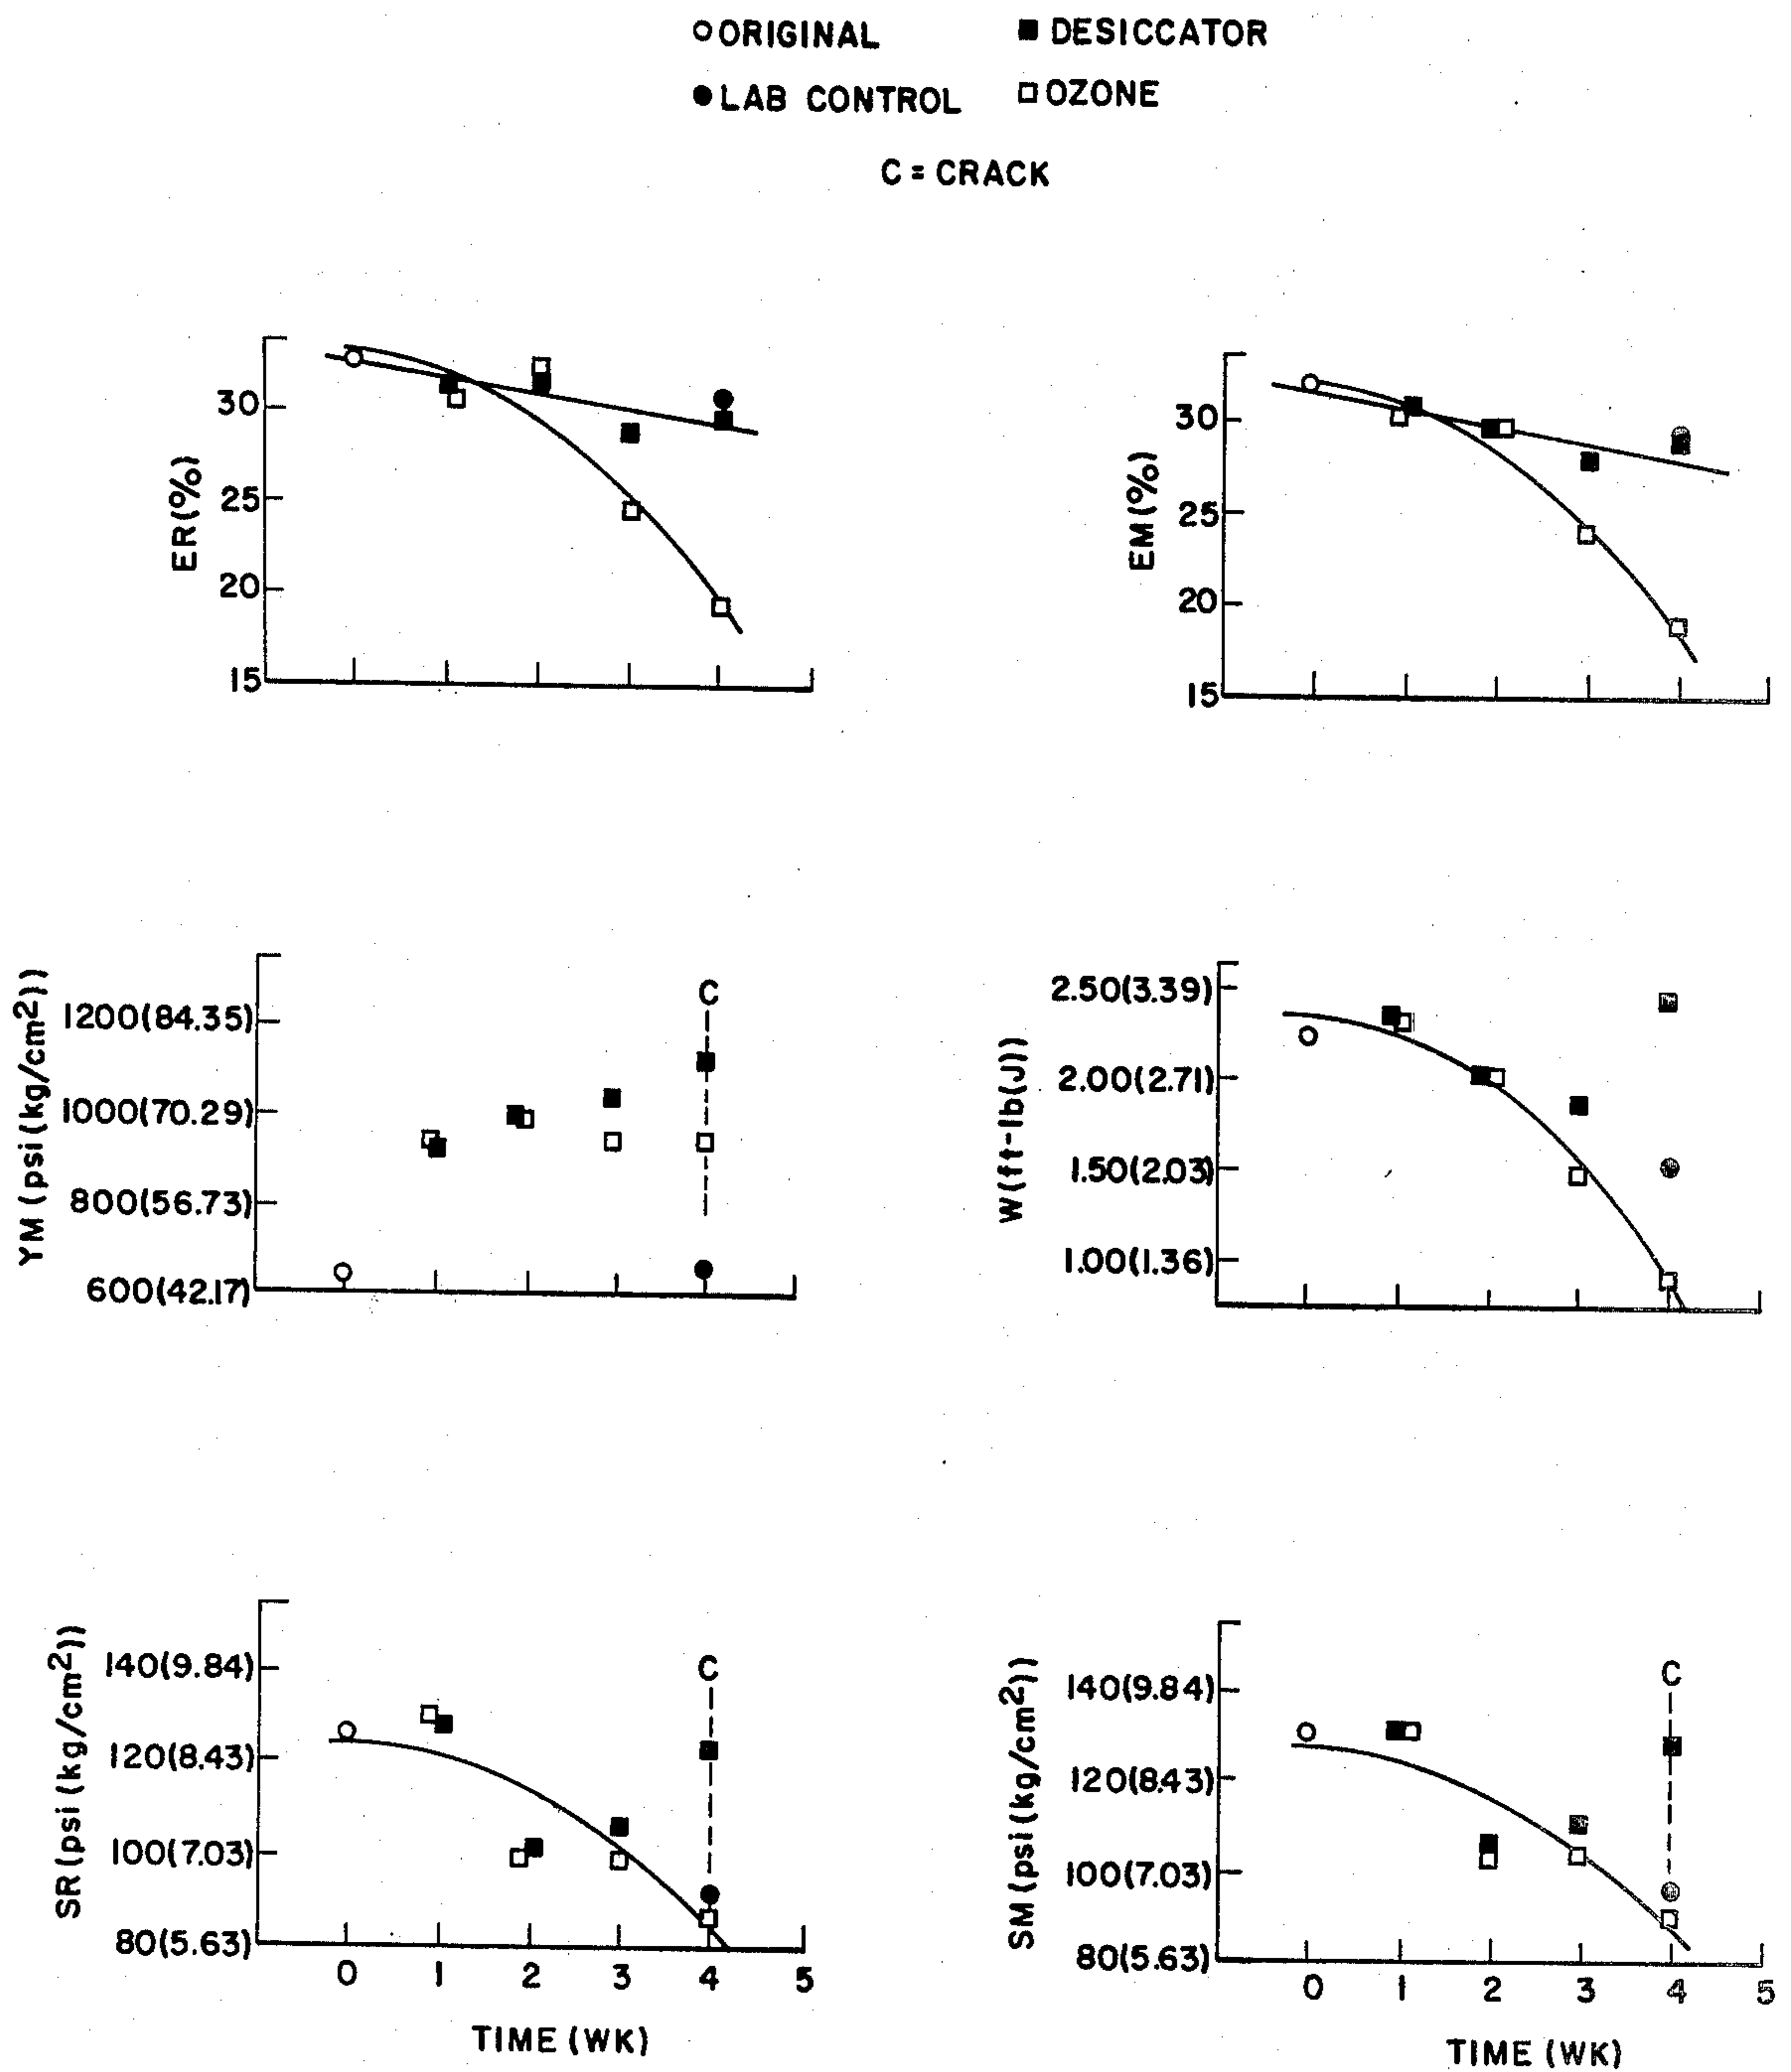 ○ ORIGINAL ■ DESICCATOR
● LAB CONTROL □ OZONE
C = CRACK
ER (%)
30
25
20
15
EM (%)
30
25
20
15
YM (psi (kg/cm²))
1200(84.35)
1000(70.29)
800(56.73)
600(42.17)
C
W(ft-lb(J))
2.50(3.39)
2.00(2.71)
1.50(2.03)
1.00(1.36)
SR (psi (kg/cm²))
140(9.84)
120(8.43)
100(7.03)
80(5.63)
C
0 1 2 3 4 5
TIME (WK)
SM (psi (kg/cm²))
140(9.84)
120(8.43)
100(7.03)
80(5.63)
C
0 1 2 3 4 5
TIME (WK)